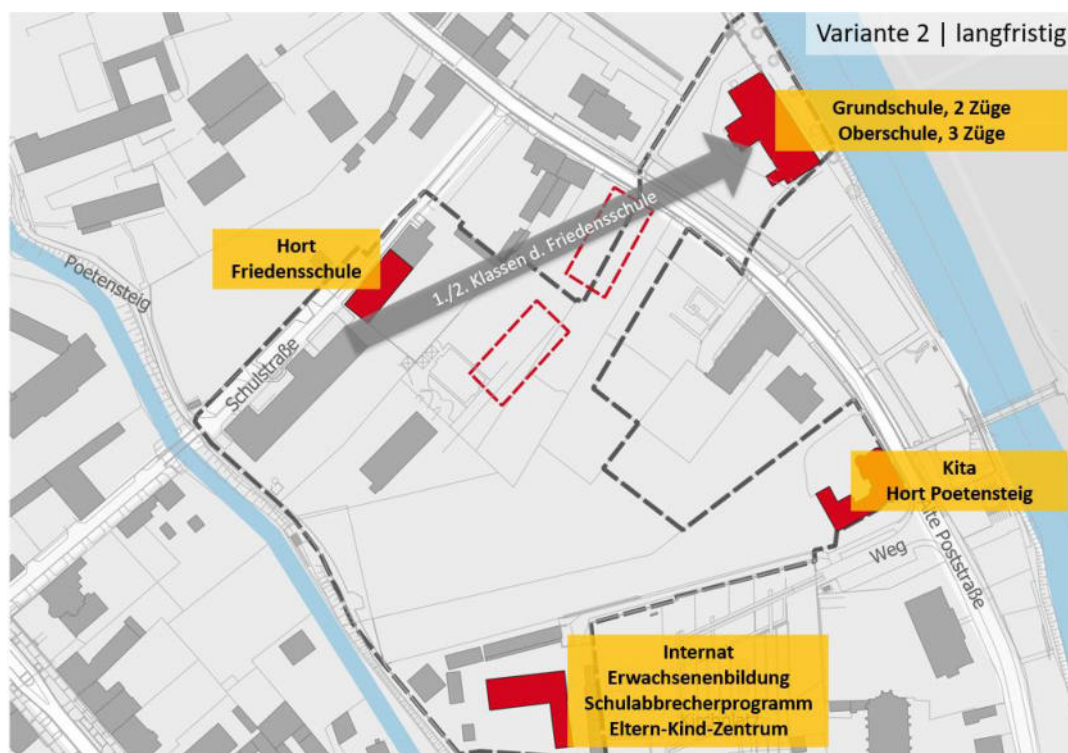 Variante 2 | langfristig
Grundschule, 2 Züge
Oberschule, 3 Züge
Hort
Friedensschule
1./2. Klassen d. Friedensschule
Poetensteig
Schulstraße
Kita
Hort Poetensteig
Poststraße
Weg
Internat
Erwachsenenbildung
Schulabbrecherprogramm
Eltern-Kind-Zentrum